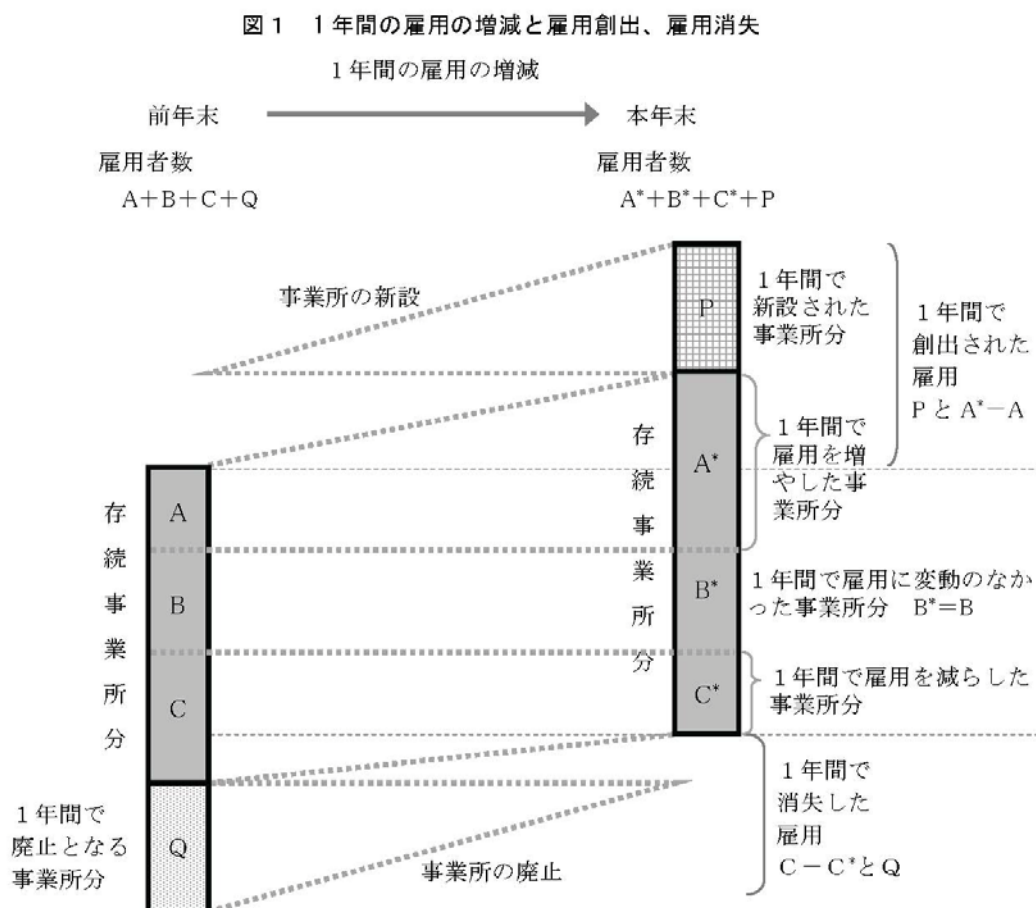 図1 1年間の雇用の増減と雇用創出、雇用消失
1年間の雇用の増減
前年末
本年末
雇用者数
A+B+C+Q
雇用者数
A*+B*+C*+P
事業所の新設
P
1年間で
新設された
事業所分
1年間で
創出された
雇用
PとA*-A
存続事業所分
A
B
C
存続事業所分
A*
B*
C*
1年間で
雇用を増
やした事
業所分
1年間で雇用に変動のなか
った事業所分 B*=B
1年間で雇用を減らした
事業所分
1年間で
廃止となる
事業所分
Q
事業所の廃止
1年間で
消失した
雇用
C-C*とQ